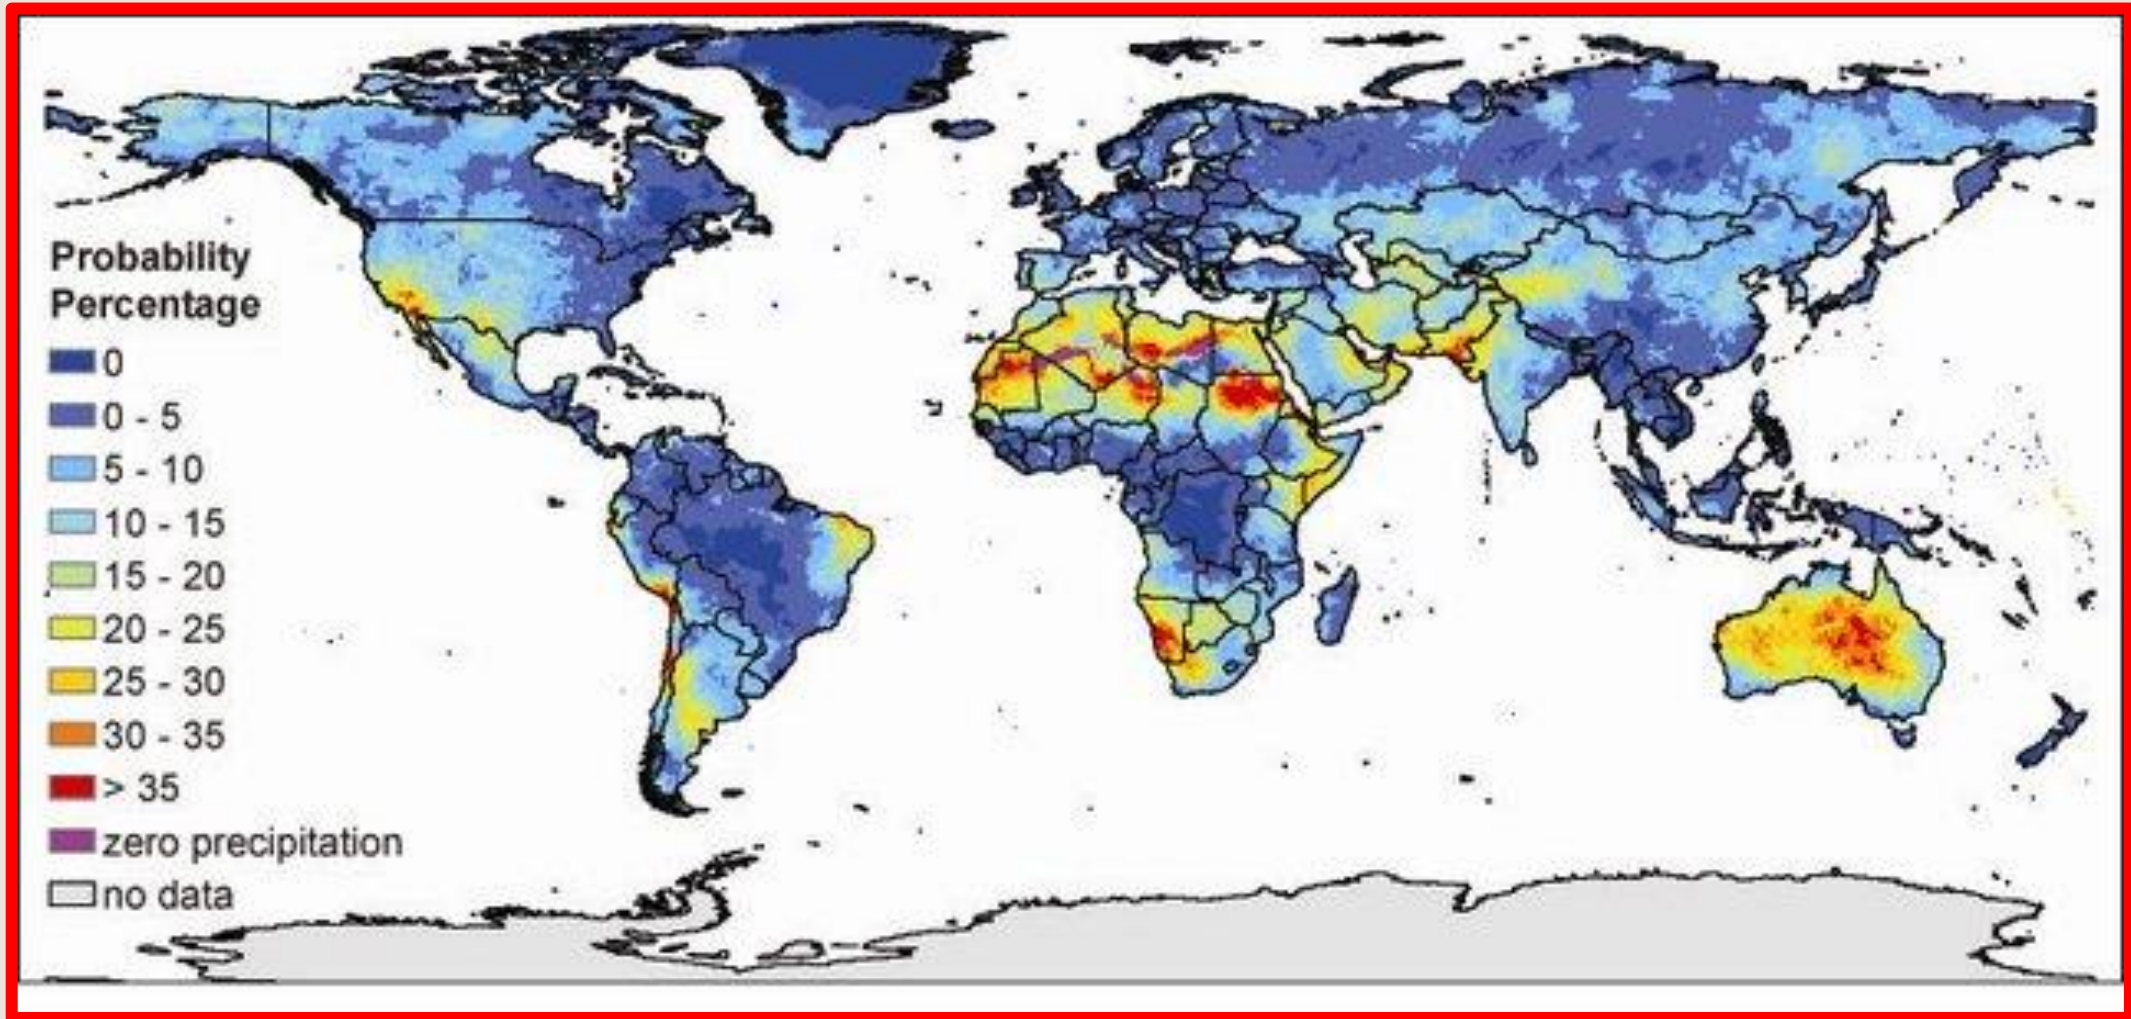 Probability
Percentage
0
0 - 5
5 - 10
10 - 15
15 - 20
20 - 25
25 - 30
30 - 35
> 35
zero precipitation
no data